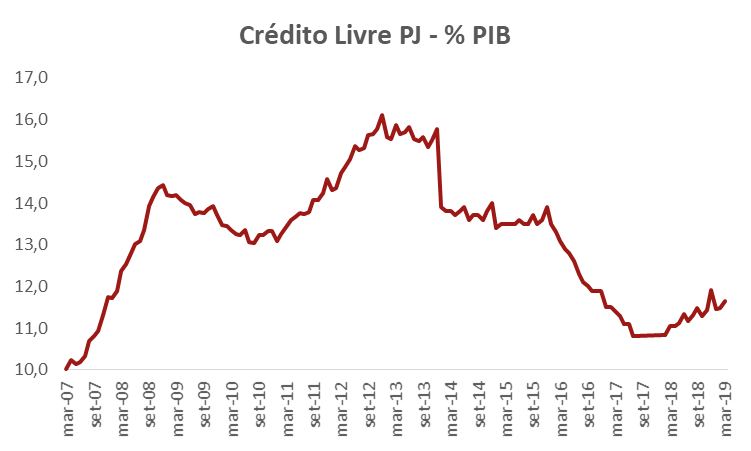 Crédito Livre PJ - % PIB
17,0
16,0
15,0
14,0
13,0
12,0
11,0
10,0
mar-07
set-07
mar-08
set-08
mar-09
set-09
mar-10
set-10
mar-11
set-11
mar-12
set-12
mar-13
set-13
mar-14
set-14
mar-15
set-15
mar-16
set-16
mar-17
set-17
mar-18
set-18
mar-19